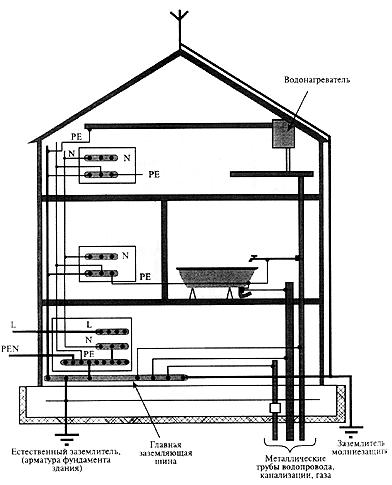 Водонагреватель
PE
N
N
PE
N
PE
L
L
N
PEN
PE
Естественный заземлитель,
(арматура фундамента
здания)
Главная
заземляющая
шина
Металлические
трубы водопровода,
канализации, газа
Заземлитель
молниезащиты